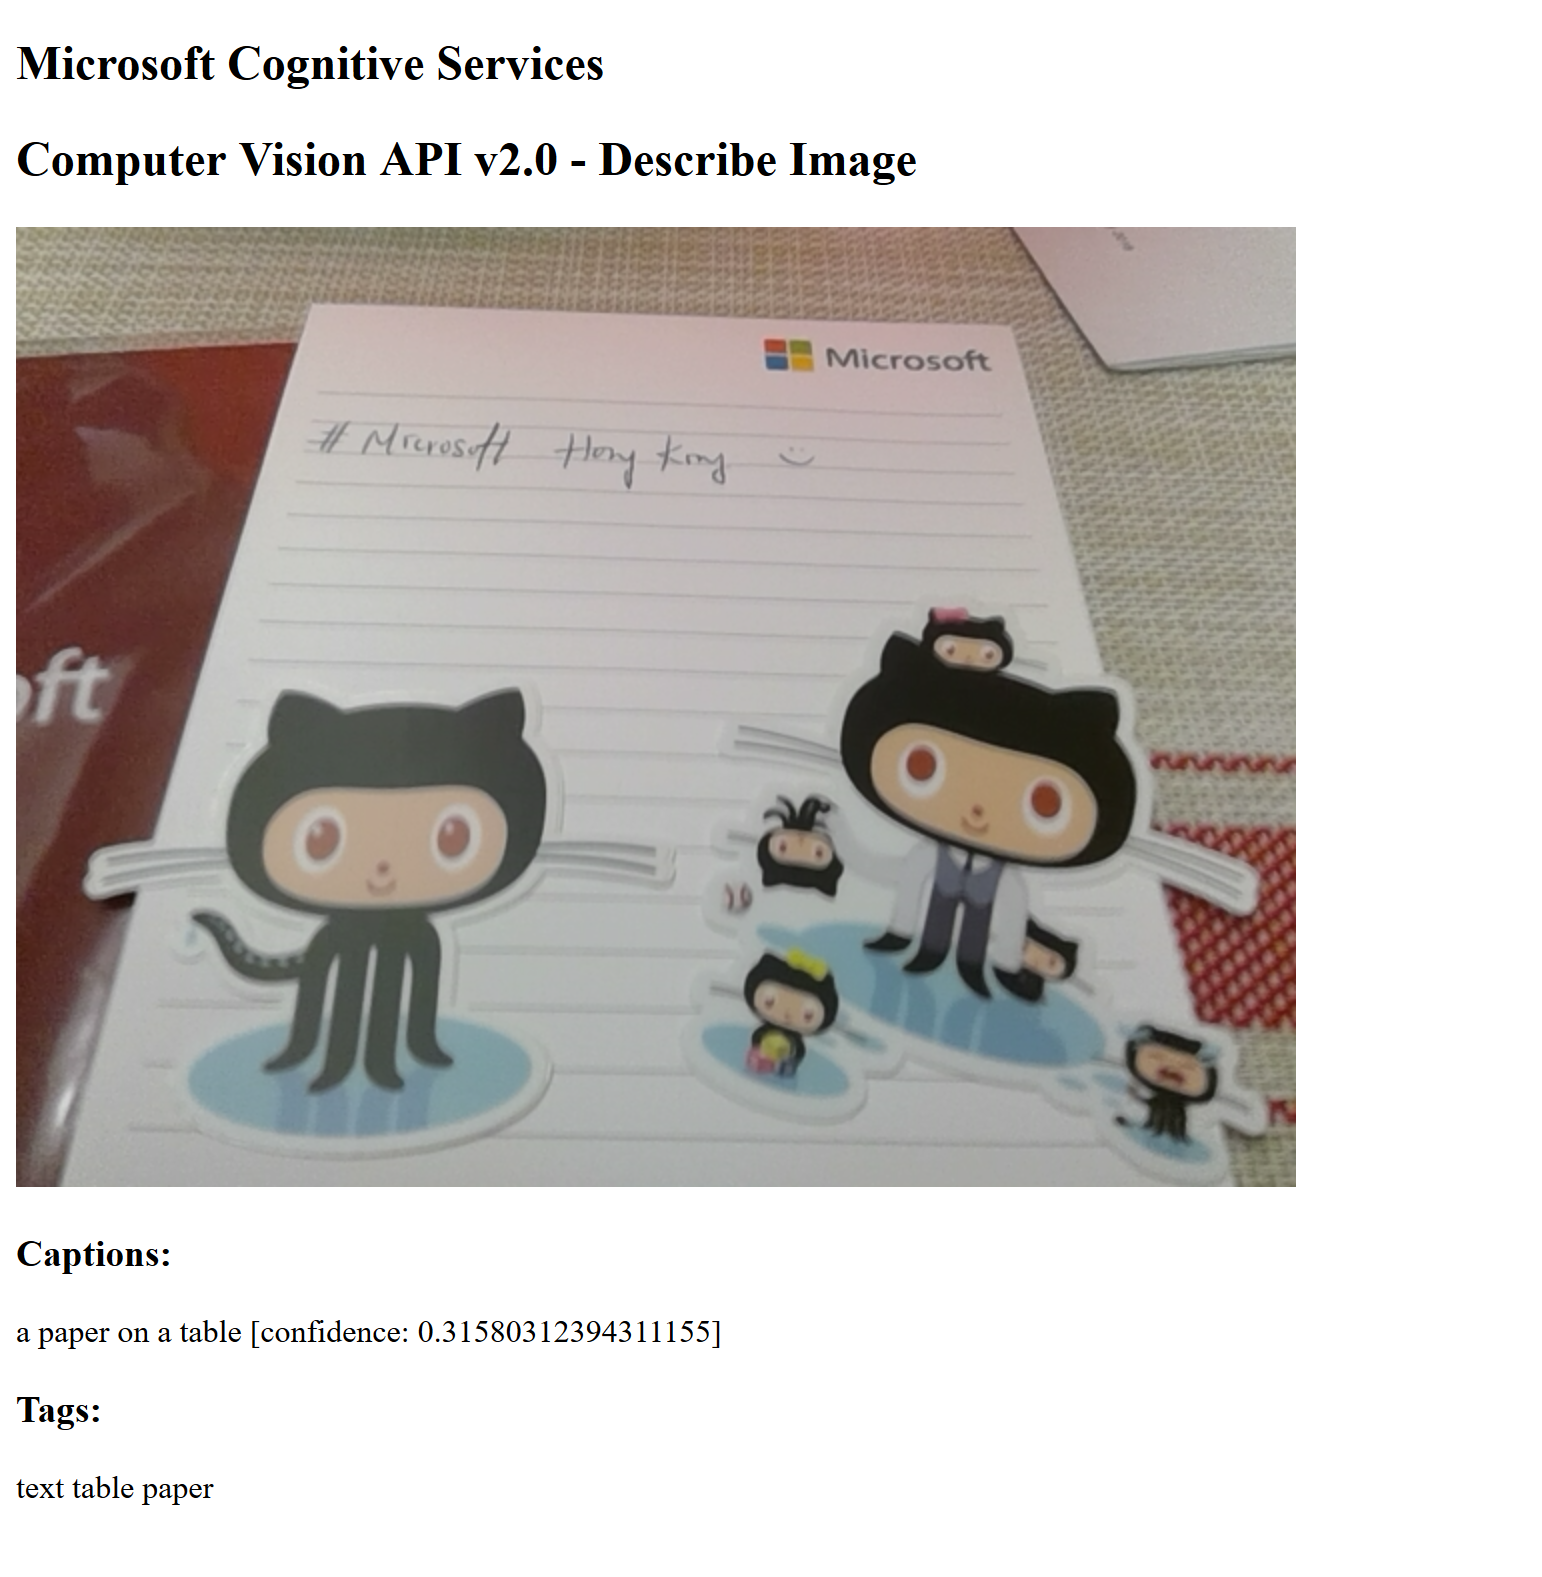 Microsoft Cognitive Services
Computer Vision API v2.0 - Describe Image
2018
Microsoft
# Microsoft Hong Kong :)
oft
Captions:
a paper on a table [confidence: 0.31580312394311155]
Tags:
text table paper